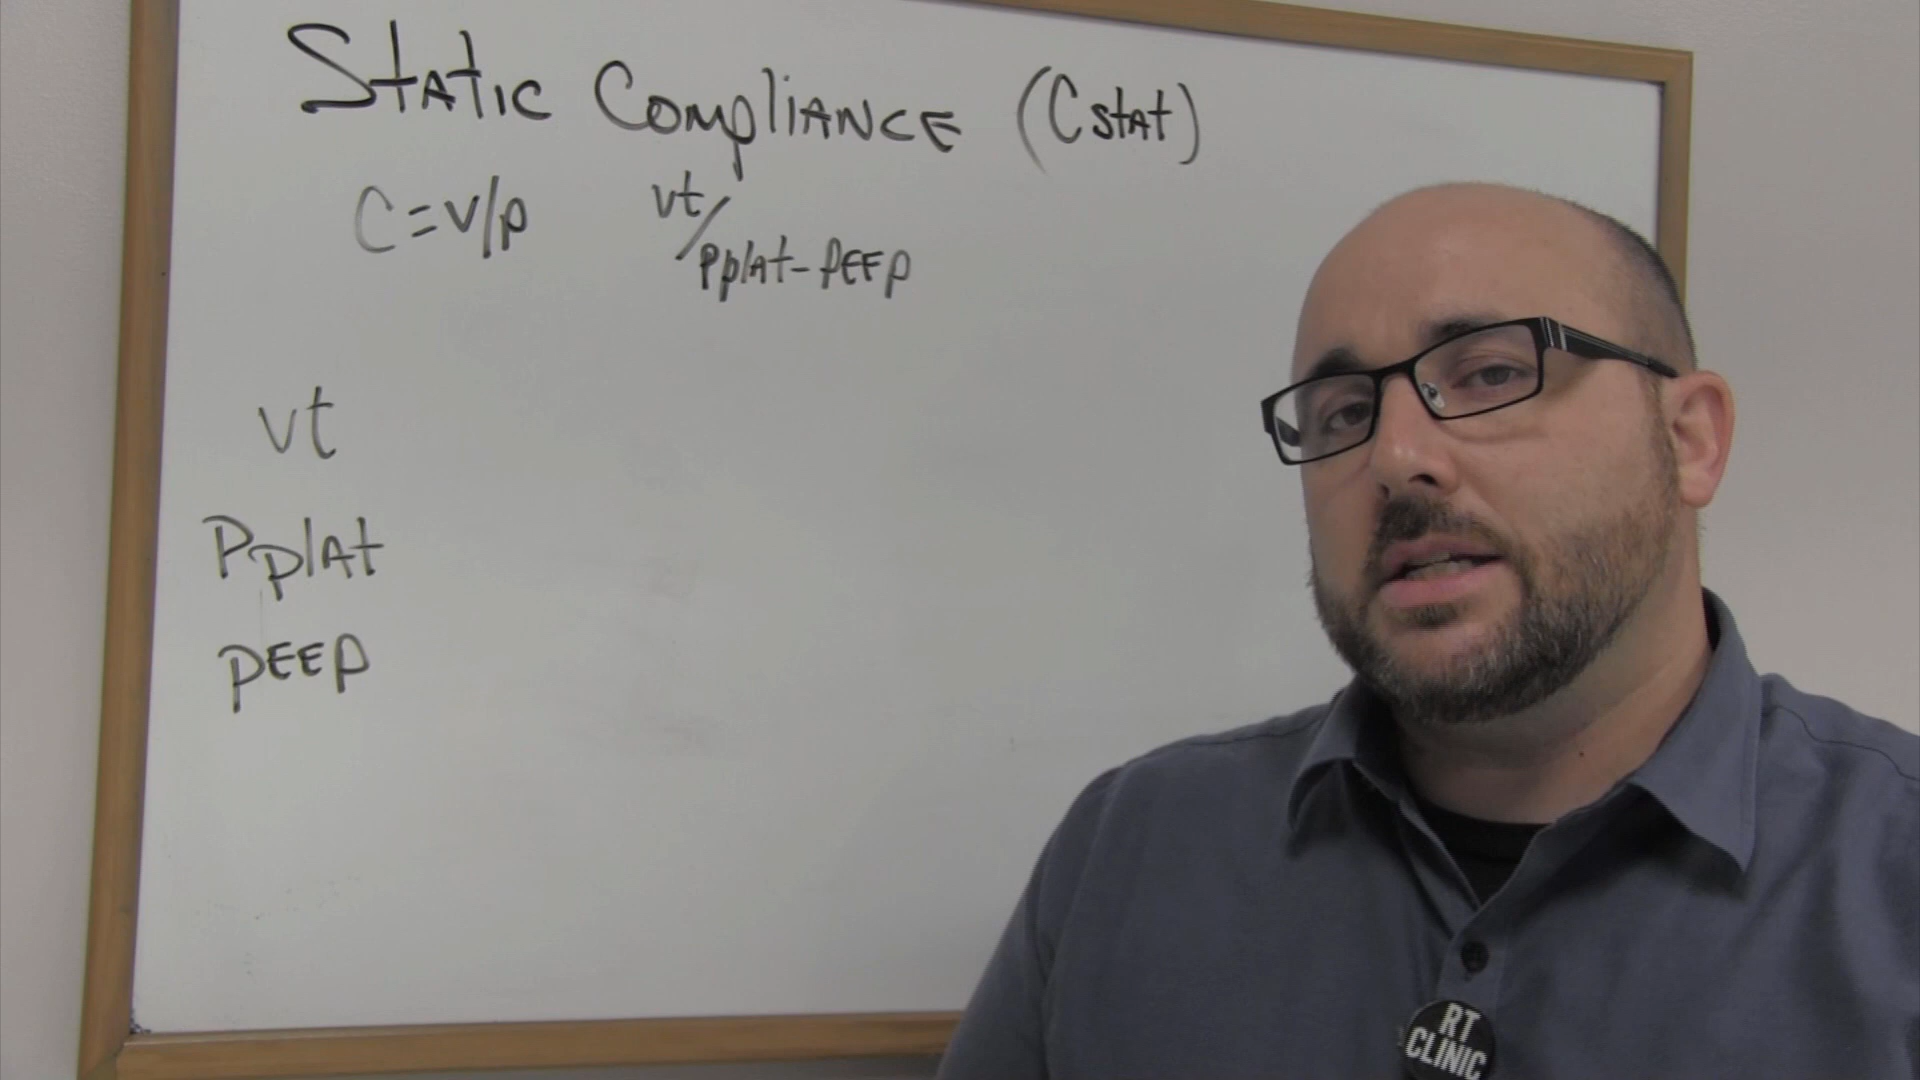 Static Compliance (Cstat)
C=v/p
vt/Pplat-PEEP
vt
Pplat
PEEP
RT
CLINIC